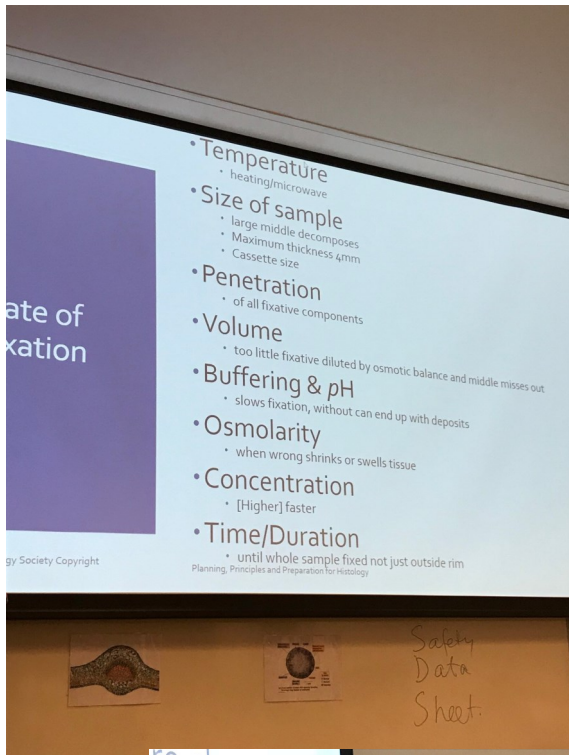 ate of
xation
• Temperature
• heating/microwave
• Size of sample
• large middle decomposes
• Maximum thickness 4mm
• Cassette size
• Penetration
• of all fixative components
• Volume
• too little fixative diluted by osmotic balance and middle misses out
• Buffering & pH
• slows fixation, without can end up with deposits
• Osmolarity
• when wrong shrinks or swells tissue
• Concentration
• [Higher] faster
• Time/Duration
• until whole sample fixed not just outside rim
gy Society Copyright
Planning, Principles and Preparation for Histology
Safety
Data
Sheet.